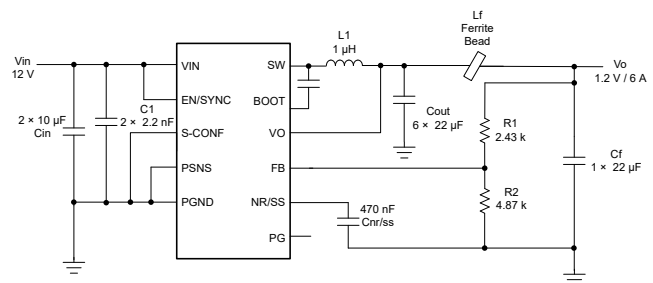 Lf
Ferrite
Bead
L1
1 µH
Vin
12 V
VIN
SW
Vo
1.2 V / 6 A
EN/SYNC
BOOT
C1
2 × 2.2 nF
2 × 10 µF
Cin
Cout
6 × 22 µF
R1
2.43 k
S-CONF
VO
PSNS
FB
Cf
1 × 22 µF
R2
4.87 k
PGND
NR/SS
470 nF
Cnr/ss
PG